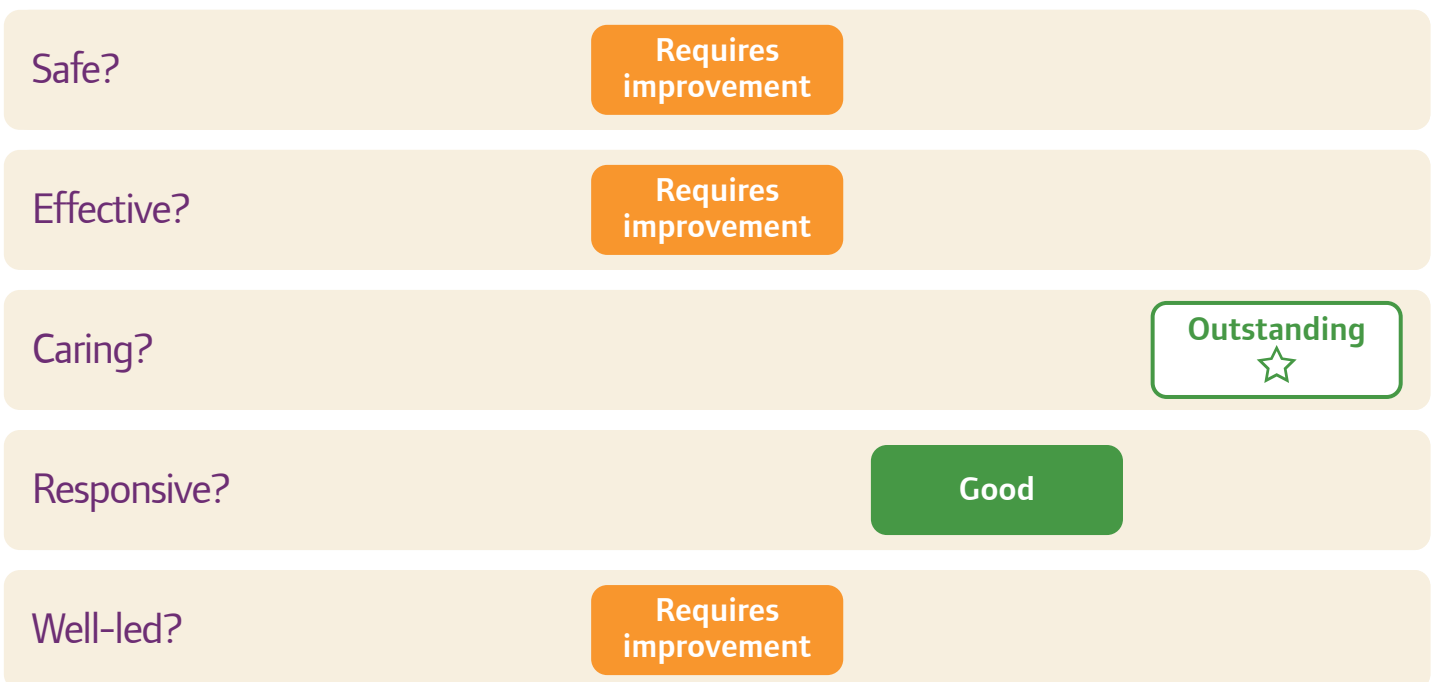 Safe?
Requires
improvement
Effective?
Requires
improvement
Caring?
Outstanding
Responsive?
Good
Well-led?
Requires
improvement